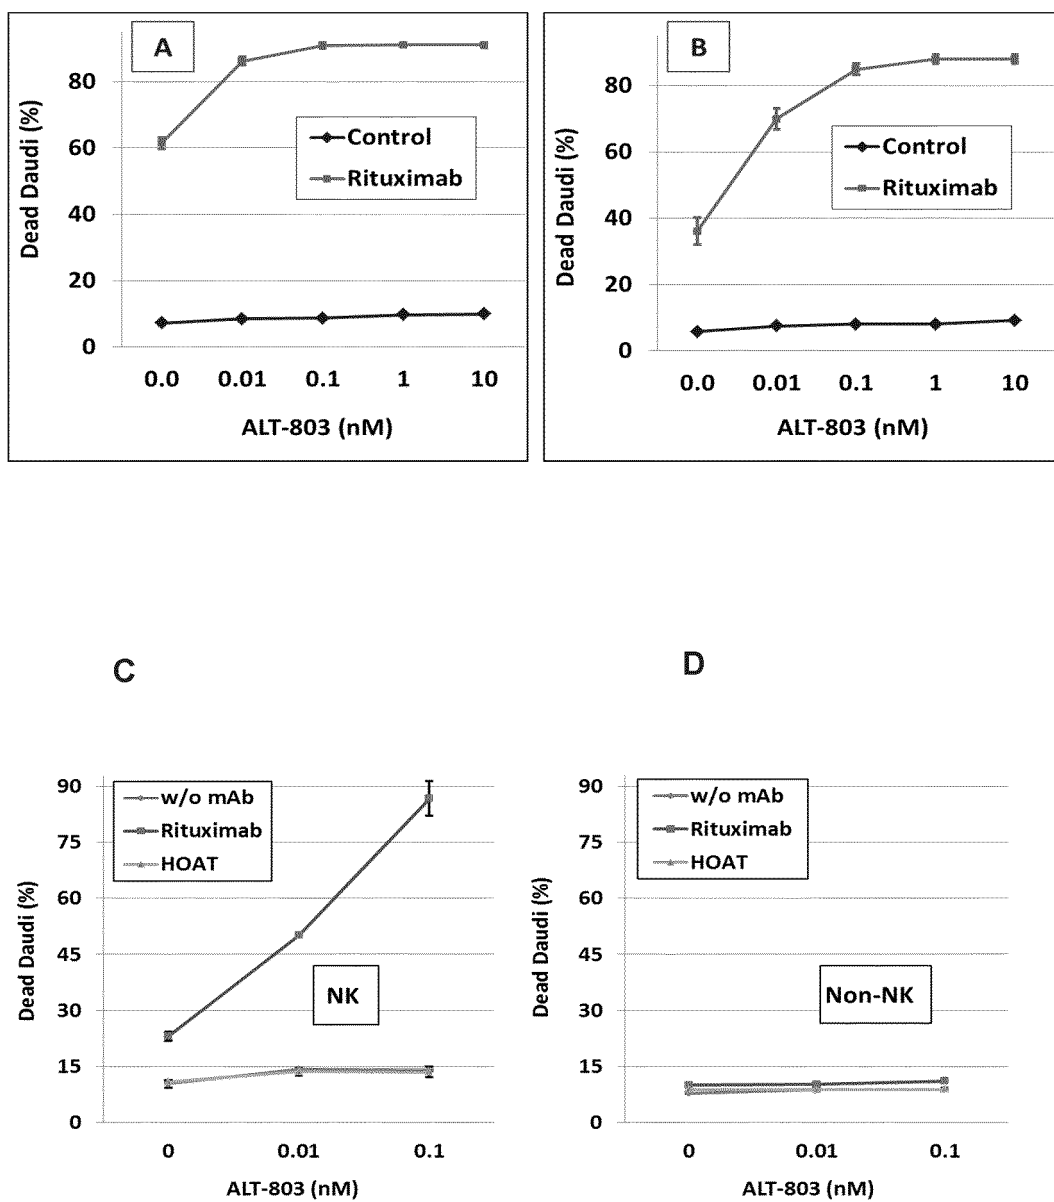 A
Dead Daudi (%)
80
60
40
20
0
Control
Rituximab
0.0 0.01 0.1 1 10
ALT-803 (nM)
B
Dead Daudi (%)
80
60
40
20
0
Control
Rituximab
0.0 0.01 0.1 1 10
ALT-803 (nM)
C
Dead Daudi (%)
90
75
60
45
30
15
0
w/o mAb
Rituximab
HOAT
NK
0 0.01 0.1
ALT-803 (nM)
D
Dead Daudi (%)
90
75
60
45
30
15
0
w/o mAb
Rituximab
HOAT
Non-NK
0 0.01 0.1
ALT-803 (nM)